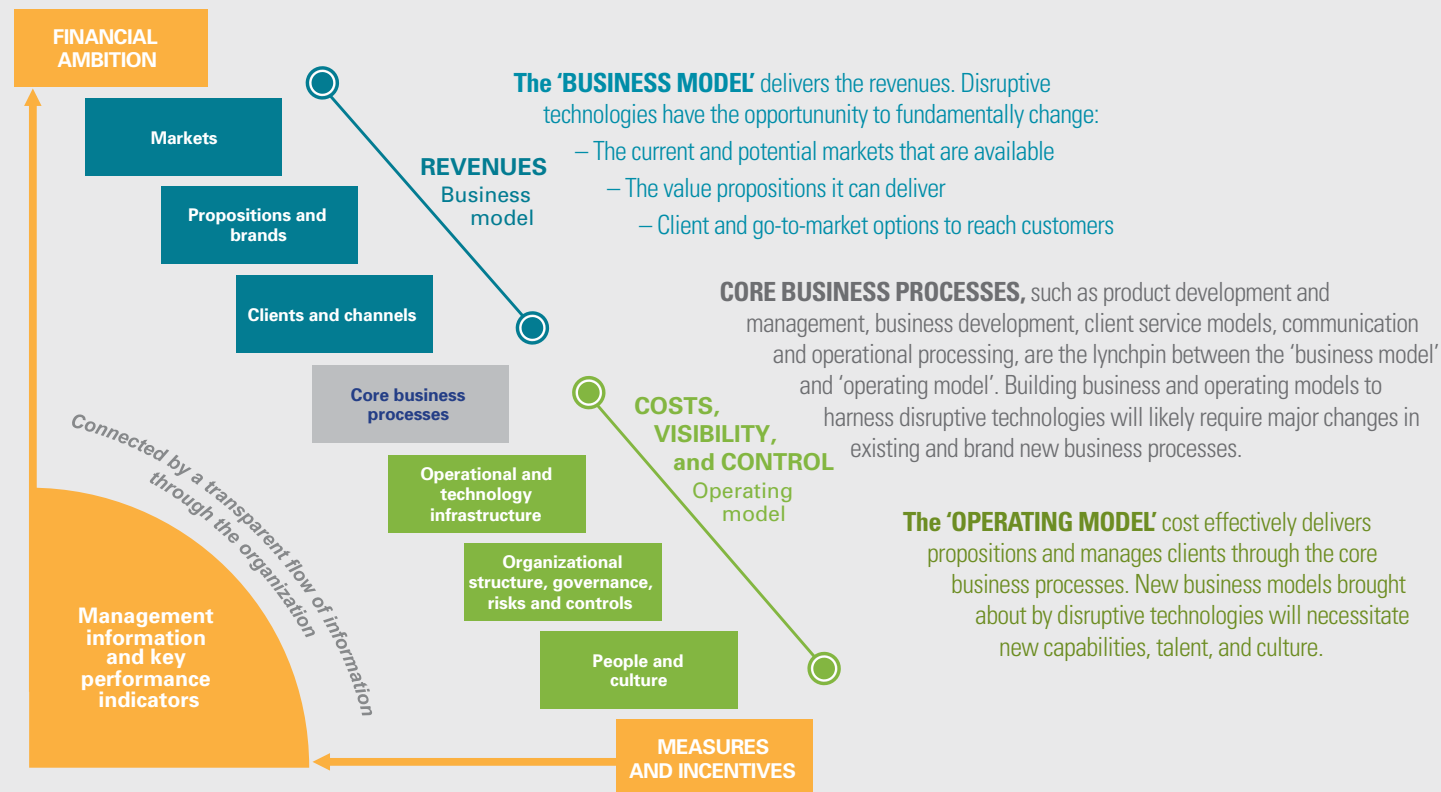 FINANCIAL
AMBITION
Markets
Propositions and
brands
Clients and channels
Core business
processes
Operational and
technology
infrastructure
Organizational
structure, governance,
risks and controls
People and
culture
MEASURES
AND INCENTIVES
Management
information
and key
performance
indicators
Connected by a transparent flow of information
through the organization
REVENUES
Business
model
COSTS,
VISIBILITY,
and CONTROL
Operating
model
The ‘BUSINESS MODEL’ delivers the revenues. Disruptive
technologies have the opportununity to fundamentally change:
– The current and potential markets that are available
– The value propositions it can deliver
– Client and go-to-market options to reach customers
CORE BUSINESS PROCESSES, such as product development and
management, business development, client service models, communication
and operational processing, are the lynchpin between the ‘business model’
and ‘operating model’. Building business and operating models to
harness disruptive technologies will likely require major changes in
existing and brand new business processes.
The ‘OPERATING MODEL’ cost effectively delivers
propositions and manages clients through the core
business processes. New business models brought
about by disruptive technologies will necessitate
new capabilities, talent, and culture.